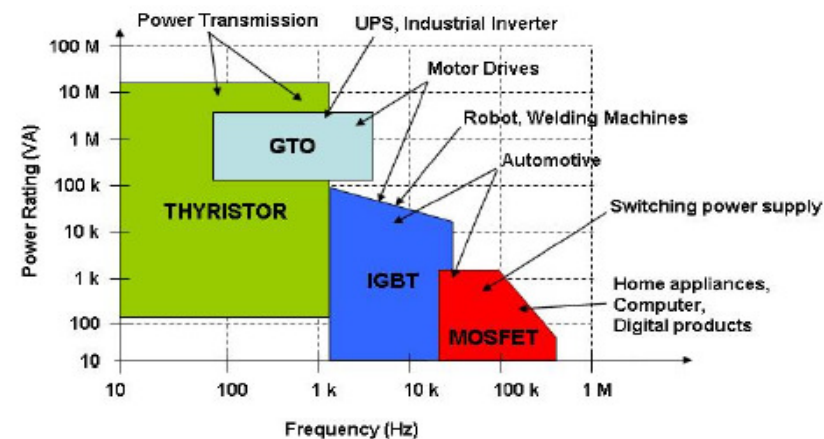 Power Transmission
UPS, Industrial Inverter
100 M
Motor Drives
10 M
Robot, Welding Machines
1 M
GTO
Automotive
100 k
THYRISTOR
Switching power supply
10 k
Power Rating (VA)
1 k
IGBT
Home appliances,
Computer,
Digital products
100
MOSFET
10
10
100
1 k
10 k
100 k
1 M
Frequency (Hz)